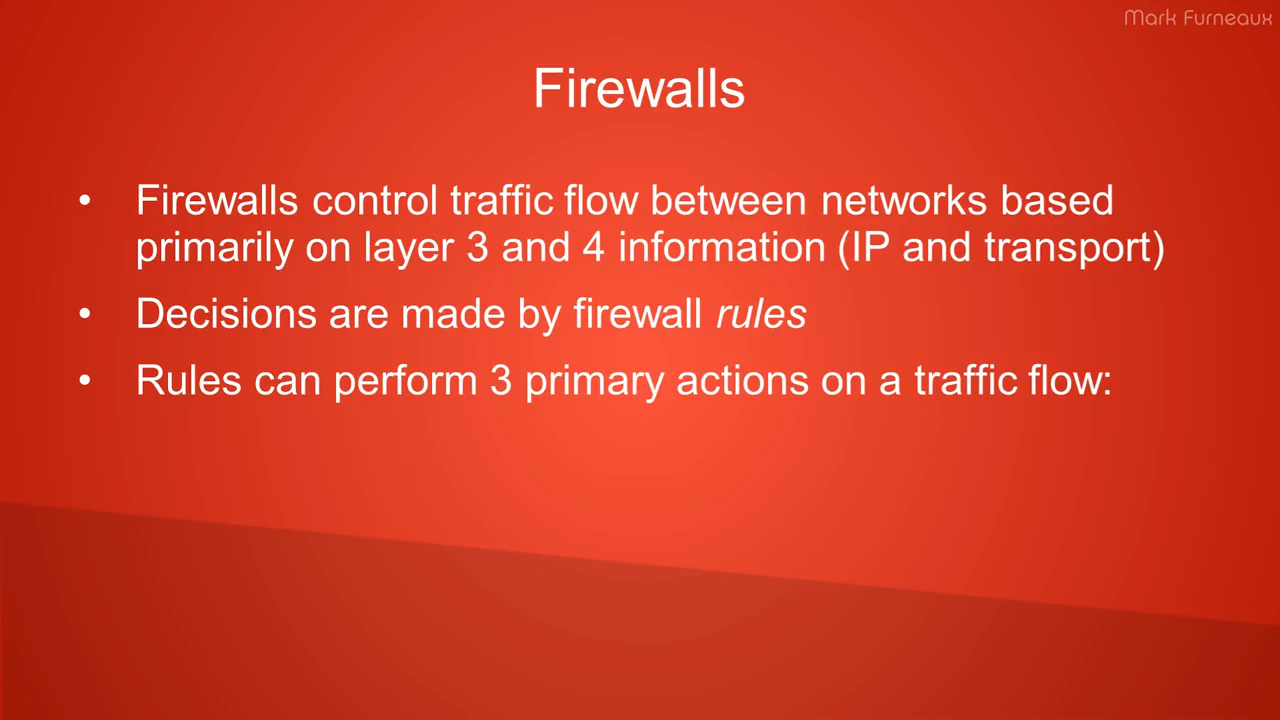 Mark Furneaux
Firewalls
• Firewalls control traffic flow between networks based
primarily on layer 3 and 4 information (IP and transport)
• Decisions are made by firewall rules
• Rules can perform 3 primary actions on a traffic flow: